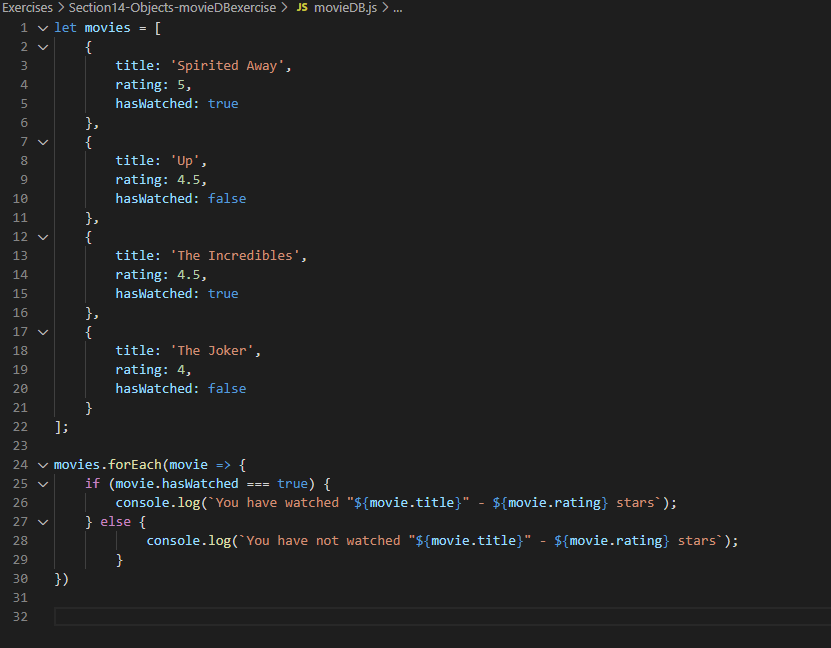 Exercises > Section14-Objects-movieDBexercise > JS movieDB.js > ...
1 let movies = [
2     {
3         title: 'Spirited Away',
4         rating: 5,
5         hasWatched: true
6     },
7     {
8         title: 'Up',
9         rating: 4.5,
10         hasWatched: false
11     },
12     {
13         title: 'The Incredibles',
14         rating: 4.5,
15         hasWatched: true
16     },
17     {
18         title: 'The Joker',
19         rating: 4,
20         hasWatched: false
21     }
22 ];
23
24 movies.forEach(movie => {
25     if (movie.hasWatched === true) {
26         console.log(`You have watched "${movie.title}" - ${movie.rating} stars`);
27     } else {
28             console.log(`You have not watched "${movie.title}" - ${movie.rating} stars`);
29         }
30 })
31
32